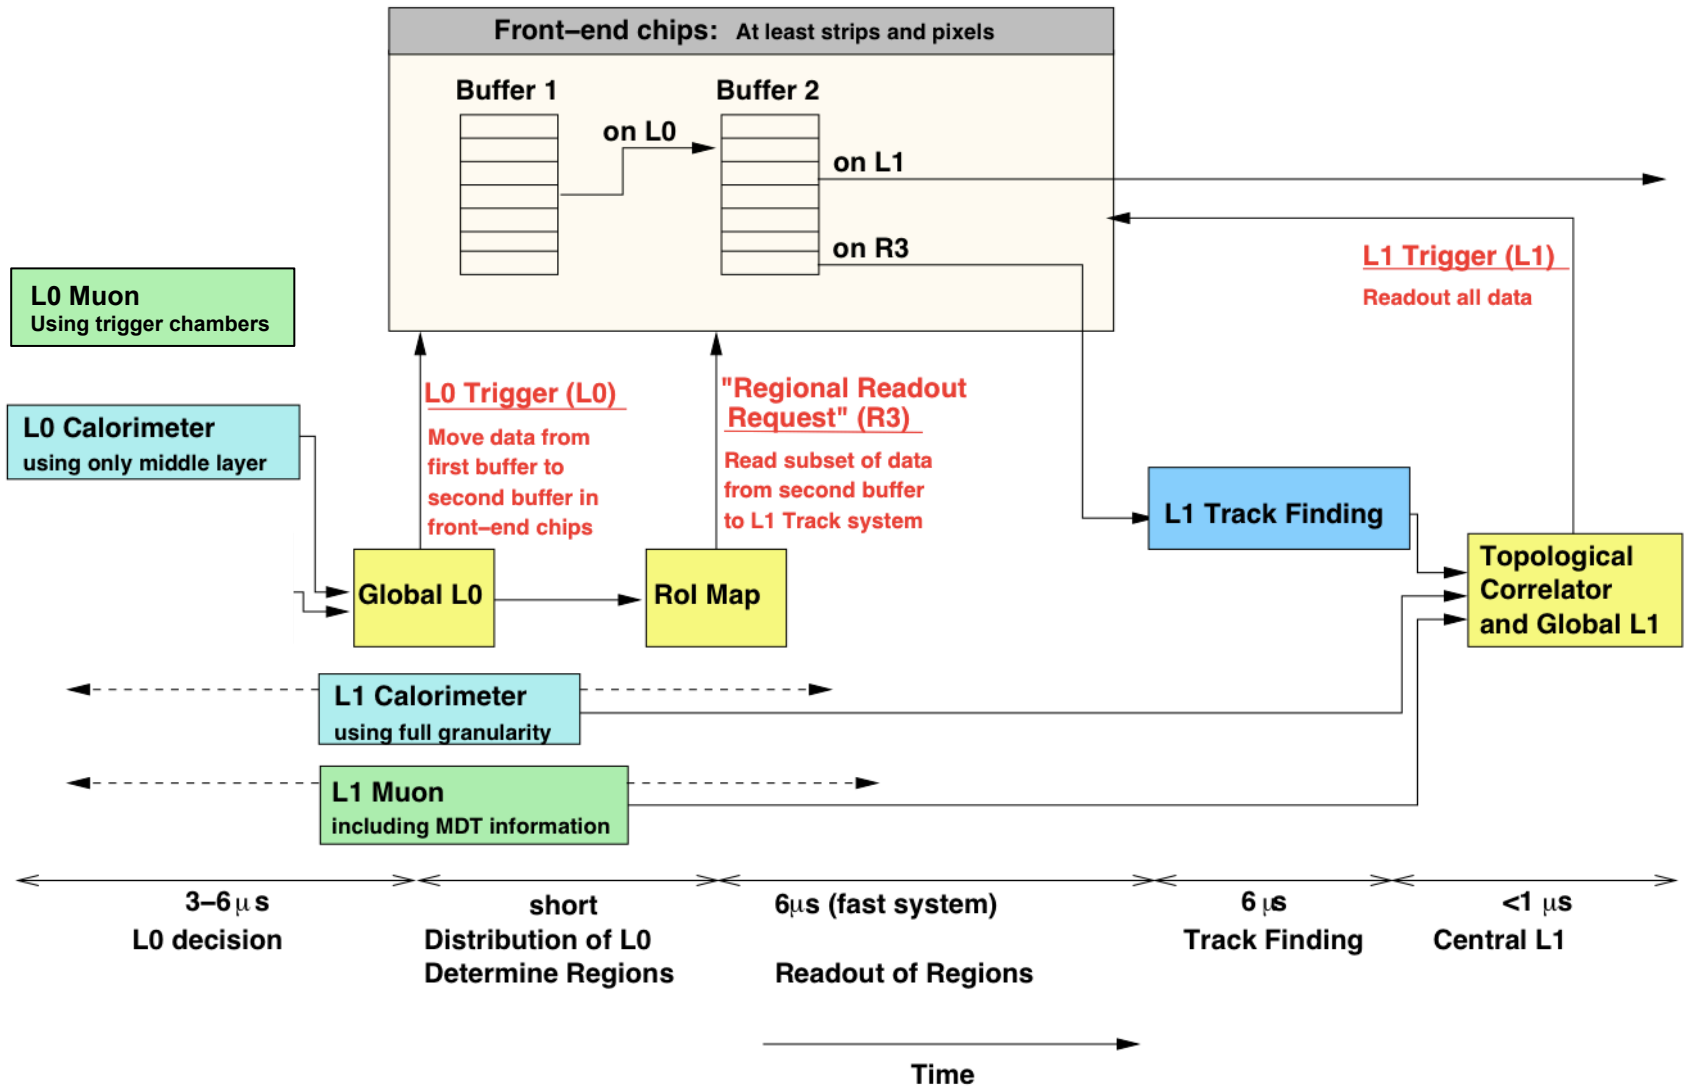 Front–end chips: At least strips and pixels
Buffer 1
Buffer 2
on L0
on L1
on R3
L0 Muon
Using trigger chambers
L0 Calorimeter
using only middle layer
L0 Trigger (L0)
Move data from
first buffer to
second buffer in
front–end chips
"Regional Readout
Request" (R3)
Read subset of data
from second buffer
to L1 Track system
L1 Trigger (L1)
Readout all data
Global L0
RoI Map
L1 Track Finding
Topological
Correlator
and Global L1
L1 Calorimeter
using full granularity
L1 Muon
including MDT information
3–6 μs
L0 decision
short
Distribution of L0
Determine Regions
6μs (fast system)
Readout of Regions
6 μs
Track Finding
<1 μs
Central L1
Time